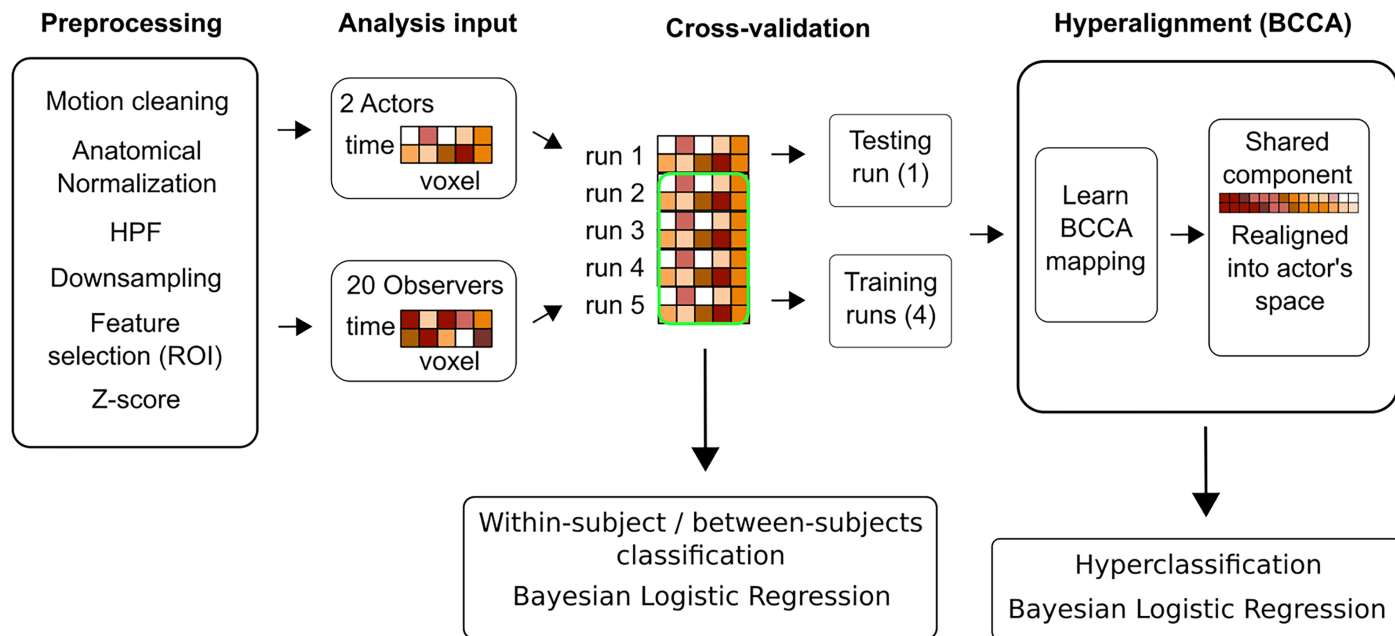 Preprocessing
Motion cleaning
Anatomical
Normalization
HPF
Downsampling
Feature
selection (ROI)
Z-score
Analysis input
2 Actors
time
voxel
20 Observers
time
voxel
Cross-validation
run 1
run 2
run 3
run 4
run 5
Testing
run (1)
Training
runs (4)
Within-subject / between-subjects
classification
Bayesian Logistic Regression
Hyperalignment (BCCA)
Learn
BCCA
mapping
Shared
component
Realigned
into actor's
space
Hyperclassification
Bayesian Logistic Regression